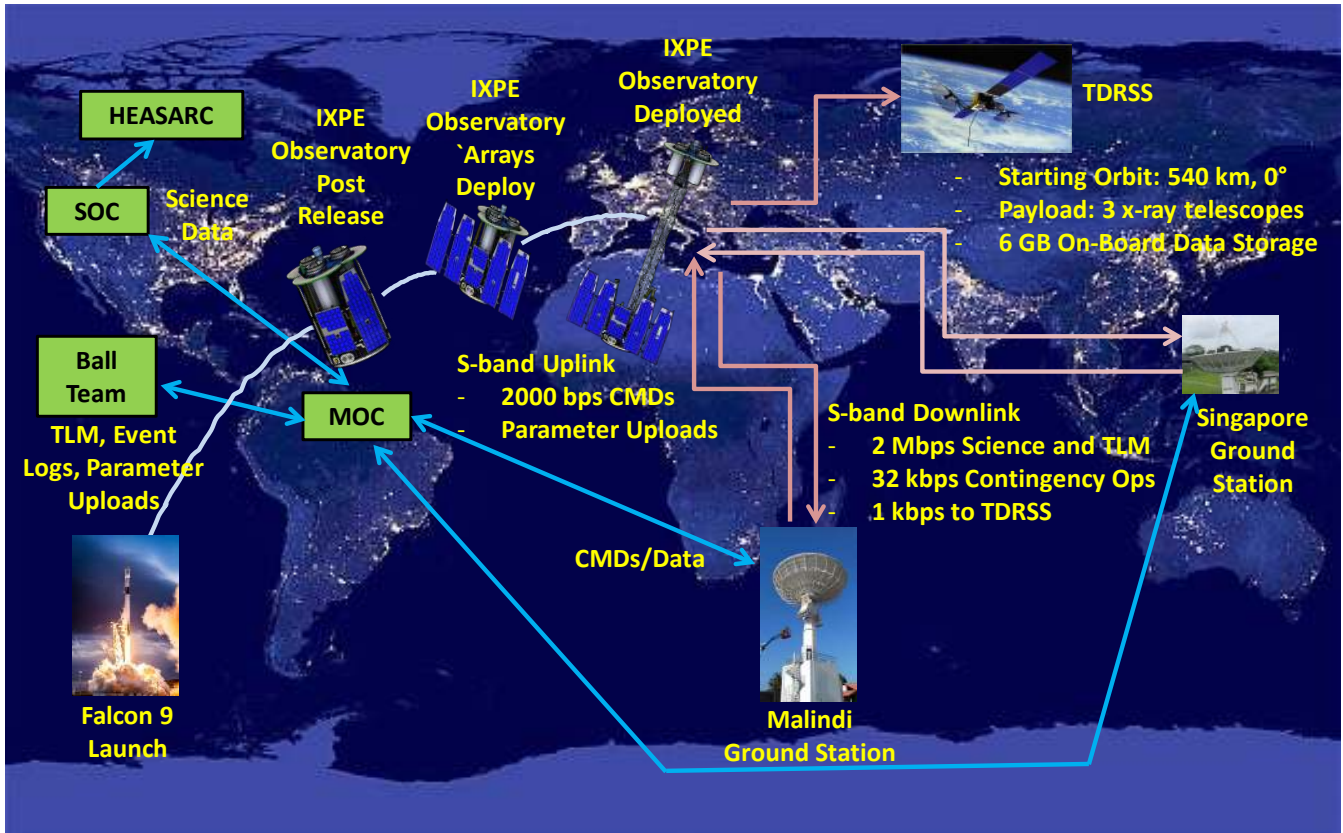 HEASARC
SOC
Science
Data
IXPE
Observatory
Post
Release
IXPE
Observatory
`Arrays
Deploy
IXPE
Observatory
Deployed
TDRSS
- Starting Orbit: 540 km, 0°
- Payload: 3 x-ray telescopes
- 6 GB On-Board Data Storage
Ball
Team
TLM, Event
Logs, Parameter
Uploads
MOC
S-band Uplink
- 2000 bps CMDs
- Parameter Uploads
S-band Downlink
- 2 Mbps Science and TLM
- 32 kbps Contingency Ops
- 1 kbps to TDRSS
Singapore
Ground
Station
CMDs/Data
Falcon 9
Launch
Malindi
Ground Station